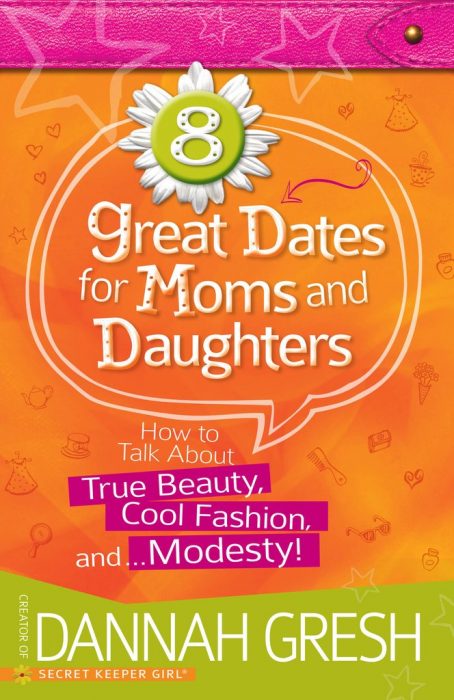 8
great Dates
for Moms and
Daughters
How to
Talk About
True Beauty,
Cool Fashion,
and...Modesty!
CREATOR OF
SECRET KEEPER GIRL®
DANNAH GRESH